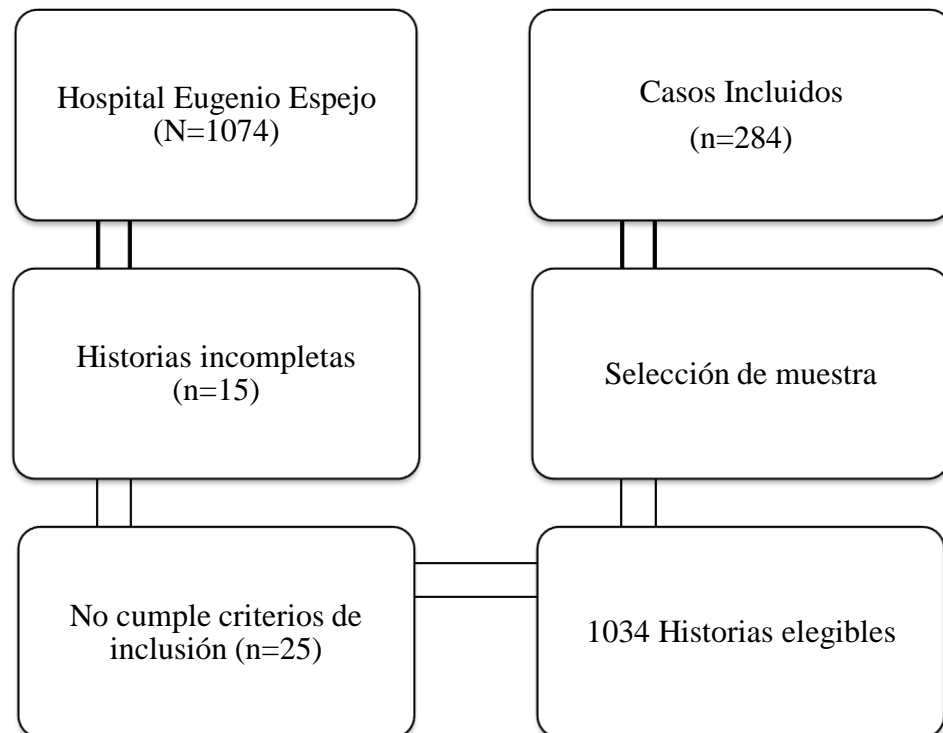 Hospital Eugenio Espejo
(N=1074)
Historias incompletas
(n=15)
No cumple criterios de
inclusión (n=25)
1034 Historias elegibles
Selección de muestra
Casos Incluidos
(n=284)